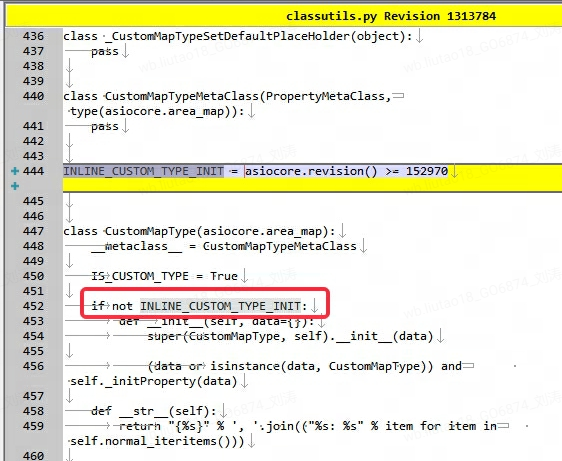 classutils.py Revision 1313784
436 class _CustomMapTypeSetDefaultPlaceHolder(object):
437 pass
438
439
440 class CustomMapTypeMetaClass(PropertyMetaClass,
type(asiocore.area_map)):
441 pass
442
443
444 INLINE_CUSTOM_TYPE_INIT = asiocore.revision() >= 152970
445
446
447 class CustomMapType(asiocore.area_map):
448 __metaclass__ = CustomMapTypeMetaClass
449
450 IS_CUSTOM_TYPE = True
451
452 if not INLINE_CUSTOM_TYPE_INIT:
453 def __init__(self, data={}):
454 super(CustomMapType, self).__init__(data)
455
456 (data or isinstance(data, CustomMapType)) and
self._initProperty(data)
457
458 def __str__(self):
459 return "{%s}" % ', '.join(("%s: %s" % item for item in
self.normal_iteritems()))
460